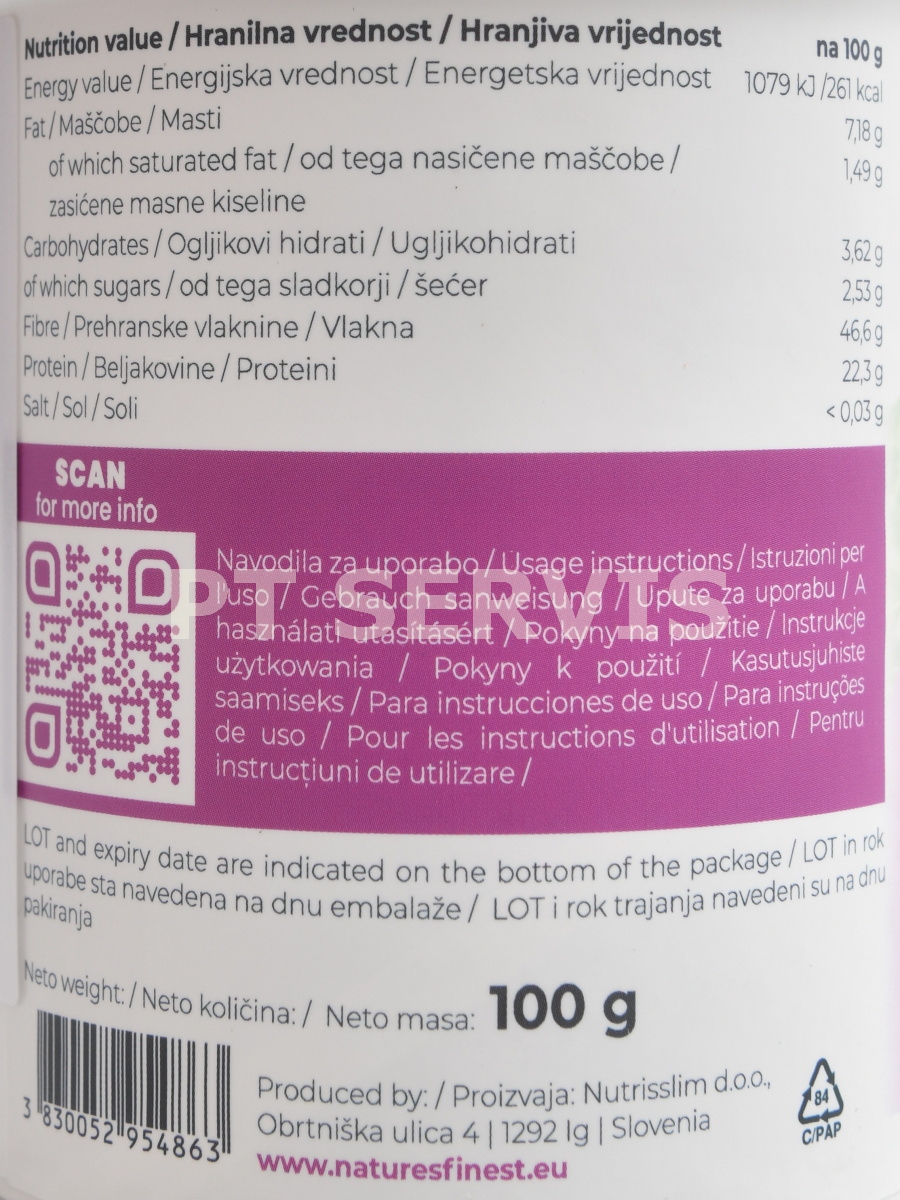 Nutrition value / Hranilna vrednost / Hranjiva vrijednost na 100 g
Energy value / Energijska vrednost / Energetska vrijednost 1079 kJ /261 kcal
Fat / Maščobe / Masti 7,18 g
of which saturated fat / od tega nasičene maščobe / 1,49 g
zasićene masne kiseline
Carbohydrates / Ogljikovi hidrati / Ugljikohidrati 3,62 g
of which sugars / od tega sladkorji / šećer 2,53 g
Fibre / Prehranske vlaknine / Vlakna 46,6 g
Protein / Beljakovine / Proteini 22,3 g
Salt / Sol / Soli < 0,03 g
SCAN
for more info
Navodila za uporabo / Usage instructions / Istruzioni per
l'uso / Gebrauchsanweisung / Upute za uporabu / A
használati utasításért / Pokyny na použitie / Instrukcje
użytkowania / Pokyny k použití / Kasutusjuhiste
saamiseks / Para instrucciones de uso / Para instruções
de uso / Pour les instructions d'utilisation / Pentru
instrucțiuni de utilizare /
PT SERVIS
LOT and expiry date are indicated on the bottom of the package / LOT in rok
uporabe sta navedena na dnu embalaže / LOT i rok trajanja navedeni su na dnu
pakiranja
Neto weight: / Neto količina: / Neto masa: 100 g
3 830052 954863
Produced by: / Proizvaja: Nutrisslim d.o.o.,
Obrtniška ulica 4 | 1292 Ig | Slovenia
www.naturesfinest.eu
84
C/PAP